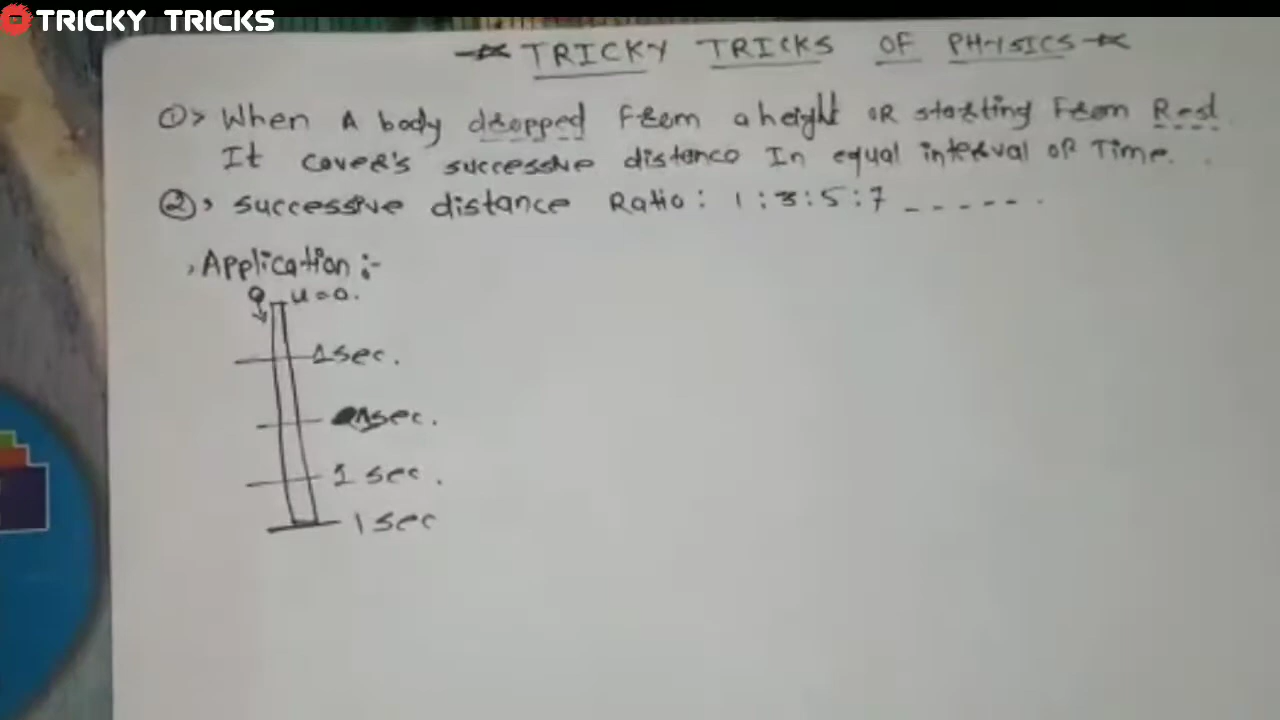 TRICKY TRICKS
TRICKY TRICKS OF PHYSICS
1> When A body dropped From a height OR starting From Rest
It cover's successive distance In equal interval of Time.
2> Successive distance Ratio : 1 : 3 : 5 : 7 ------.
Application :-
u = 0.
1sec.
1sec.
1 sec.
1 sec